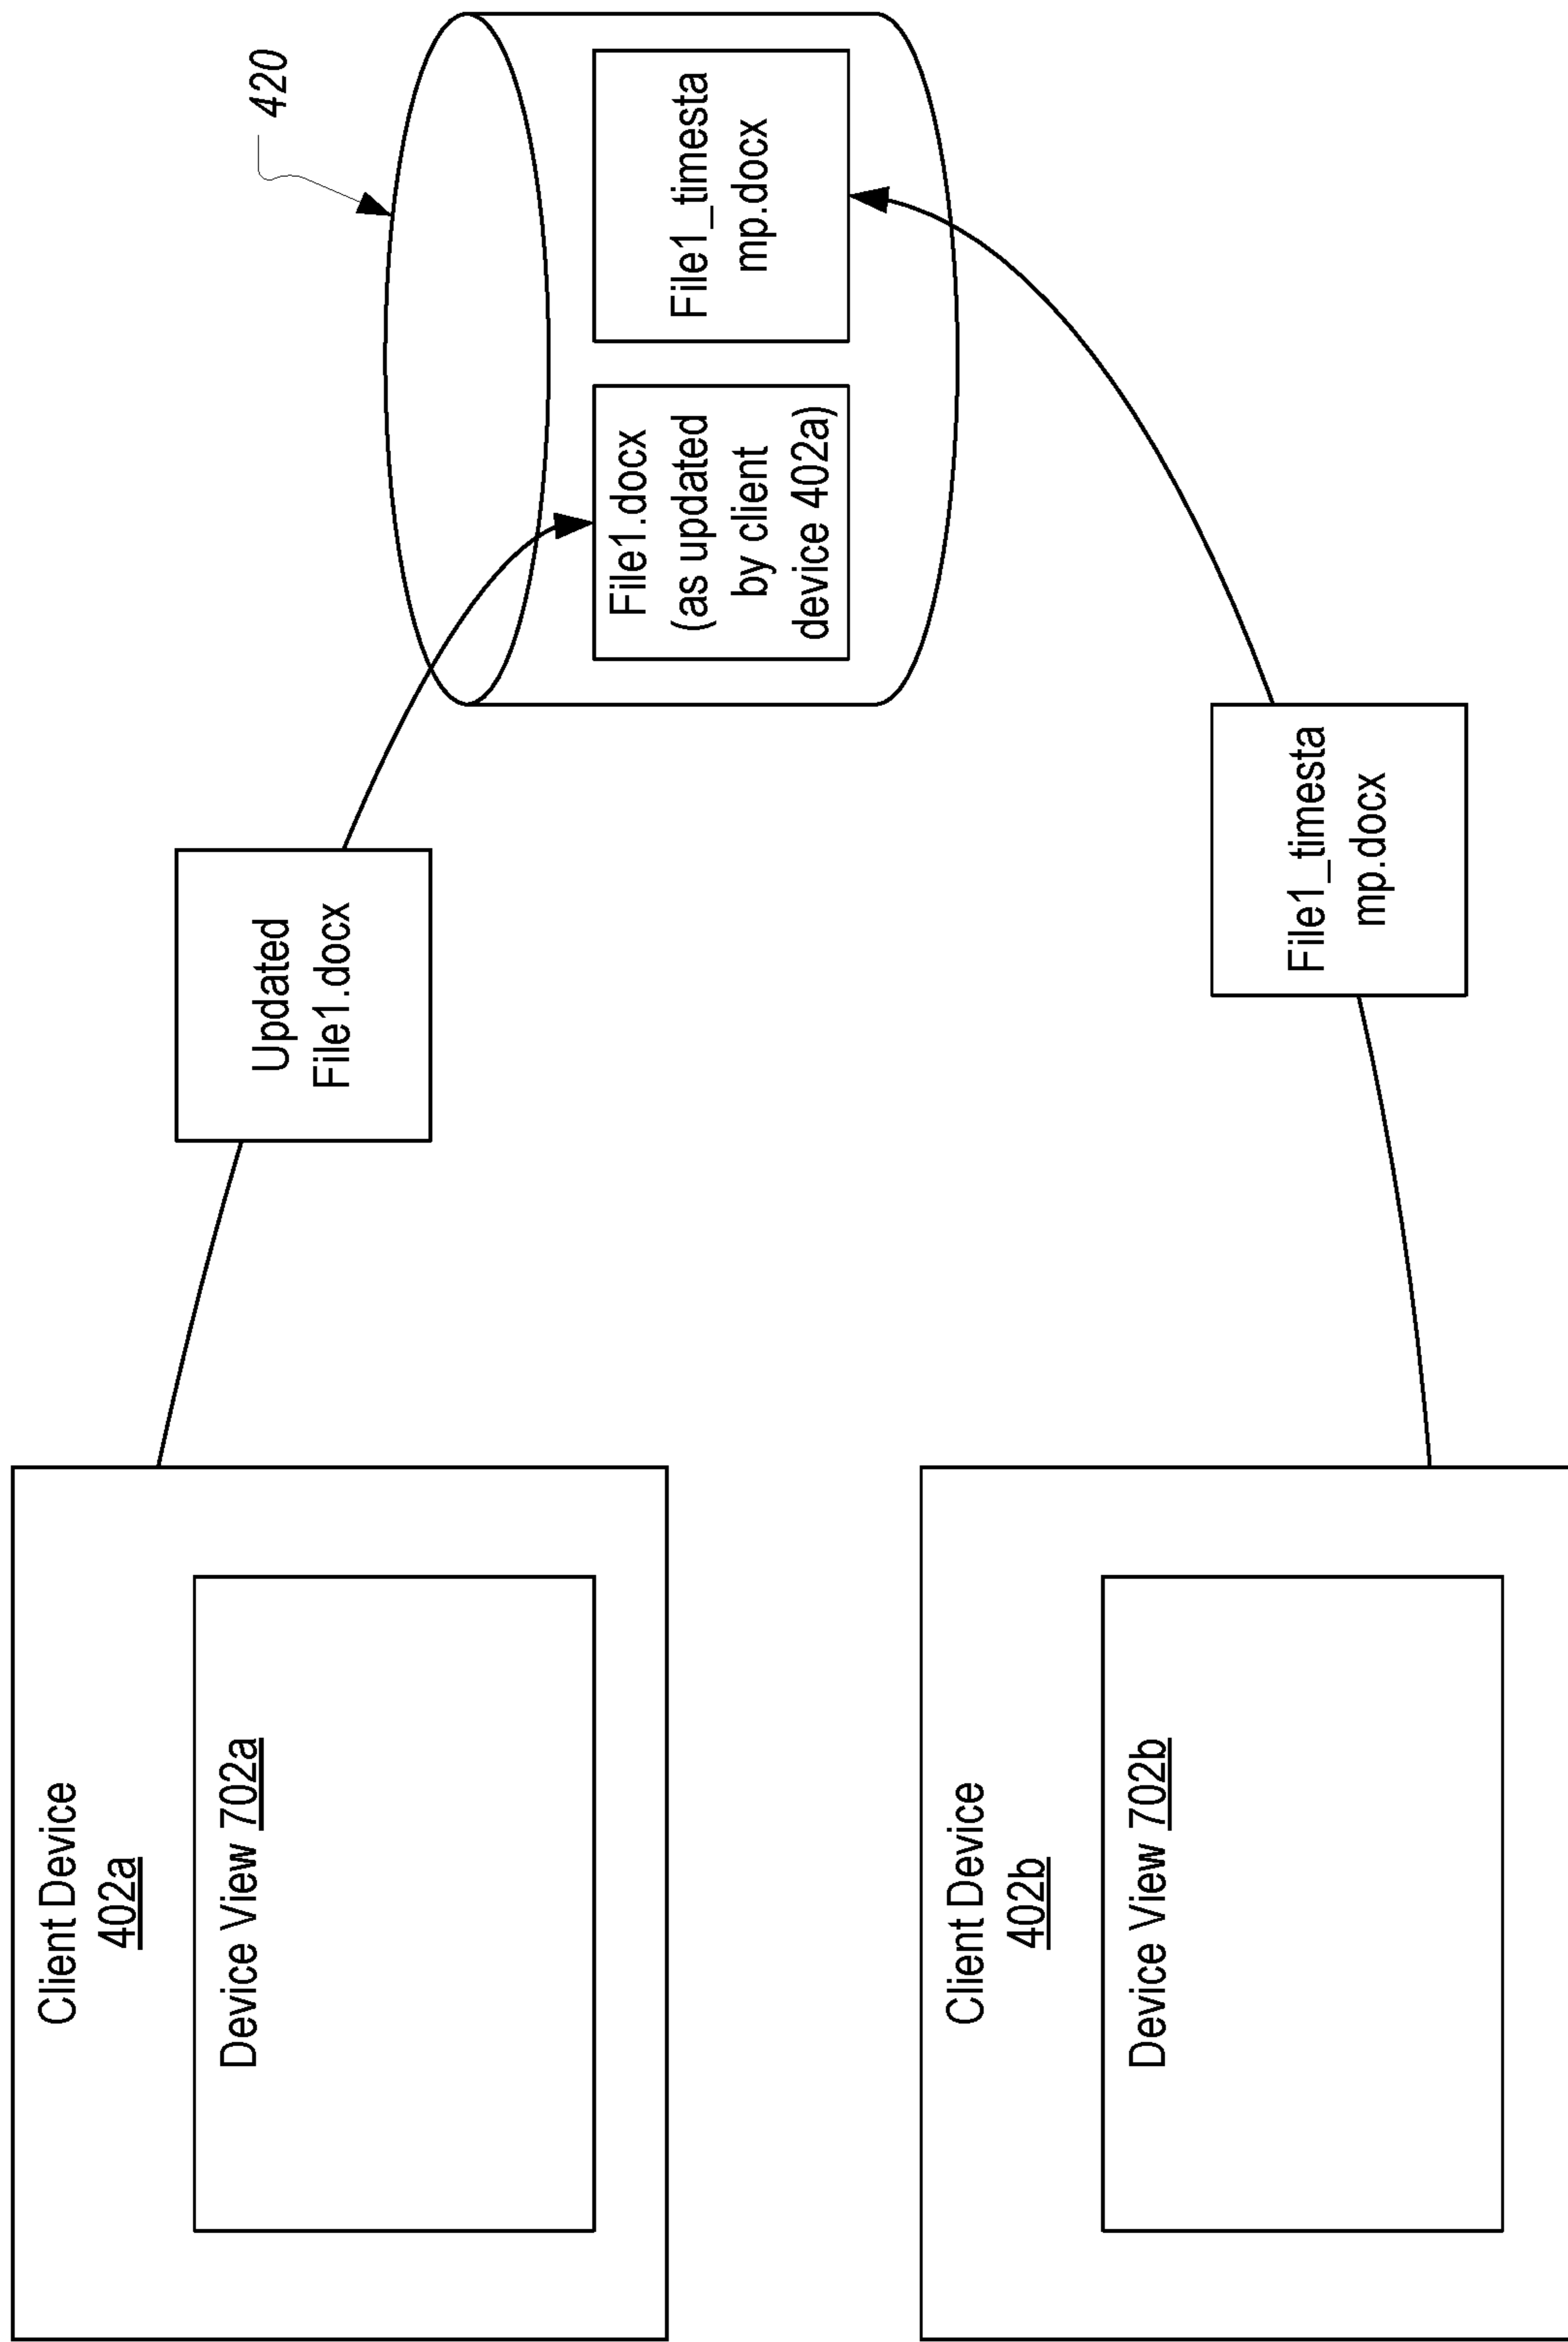 Client Device
402a
Device View 702a
Updated
File1.docx
420
File1.docx
(as updated
by client
device 402a)
File1_timesta
mp.docx
Client Device
402b
Device View 702b
File1_timesta
mp.docx